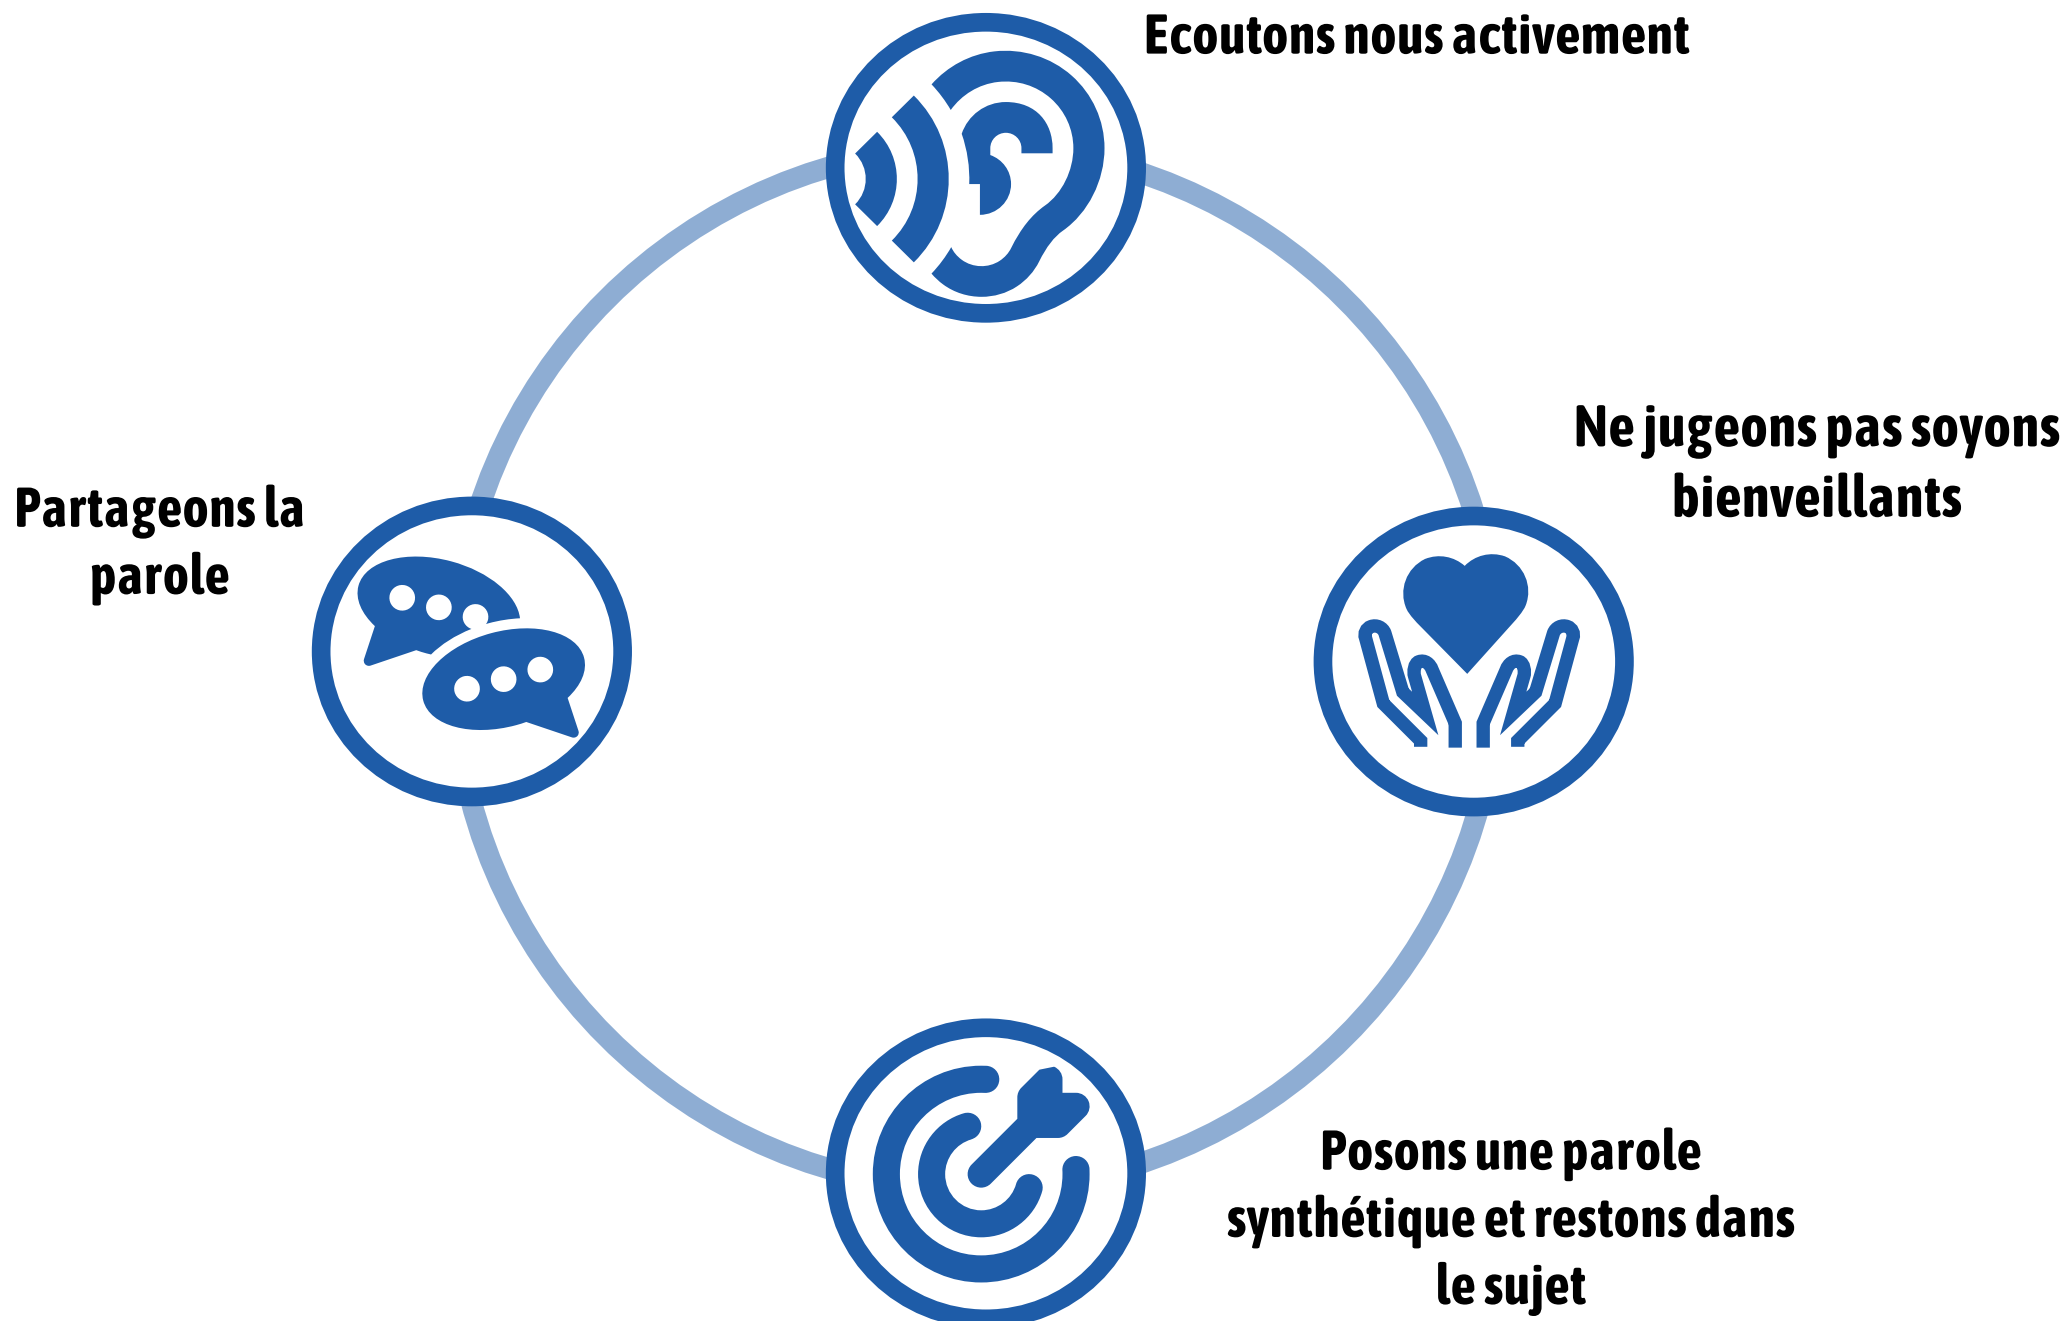 Ecoutons nous activement
Ne jugeons pas soyons
bienveillants
Partageons la
parole
Posons une parole
synthétique et restons dans
le sujet